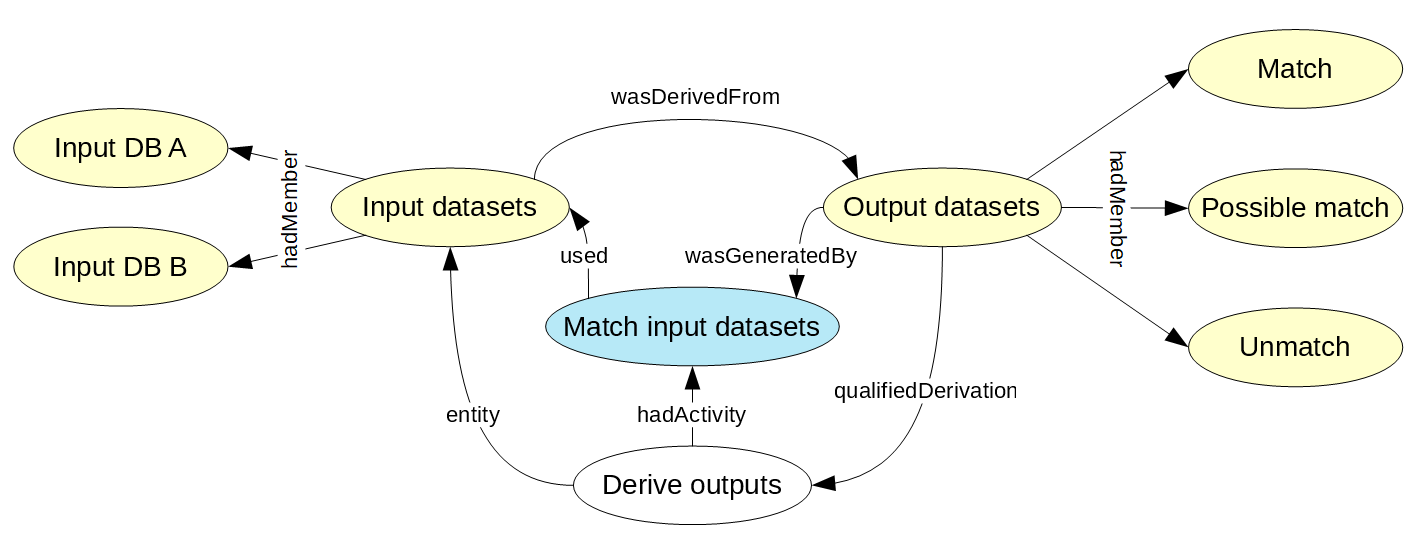 Match
wasDerivedFrom
Input DB A
hadMember
Input datasets
Output datasets
hadMember
Possible match
used
wasGeneratedBy
Input DB B
Match input datasets
Unmatch
qualifiedDerivation
entity
hadActivity
Derive outputs